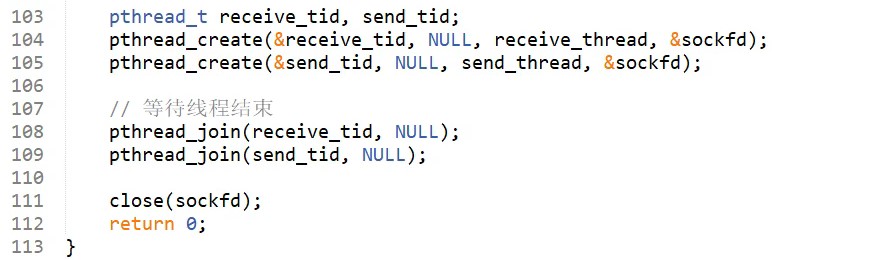 103 pthread_t receive_tid, send_tid;
104 pthread_create(&receive_tid, NULL, receive_thread, &sockfd);
105 pthread_create(&send_tid, NULL, send_thread, &sockfd);
106
107 // 等待线程结束
108 pthread_join(receive_tid, NULL);
109 pthread_join(send_tid, NULL);
110
111 close(sockfd);
112 return 0;
113 }